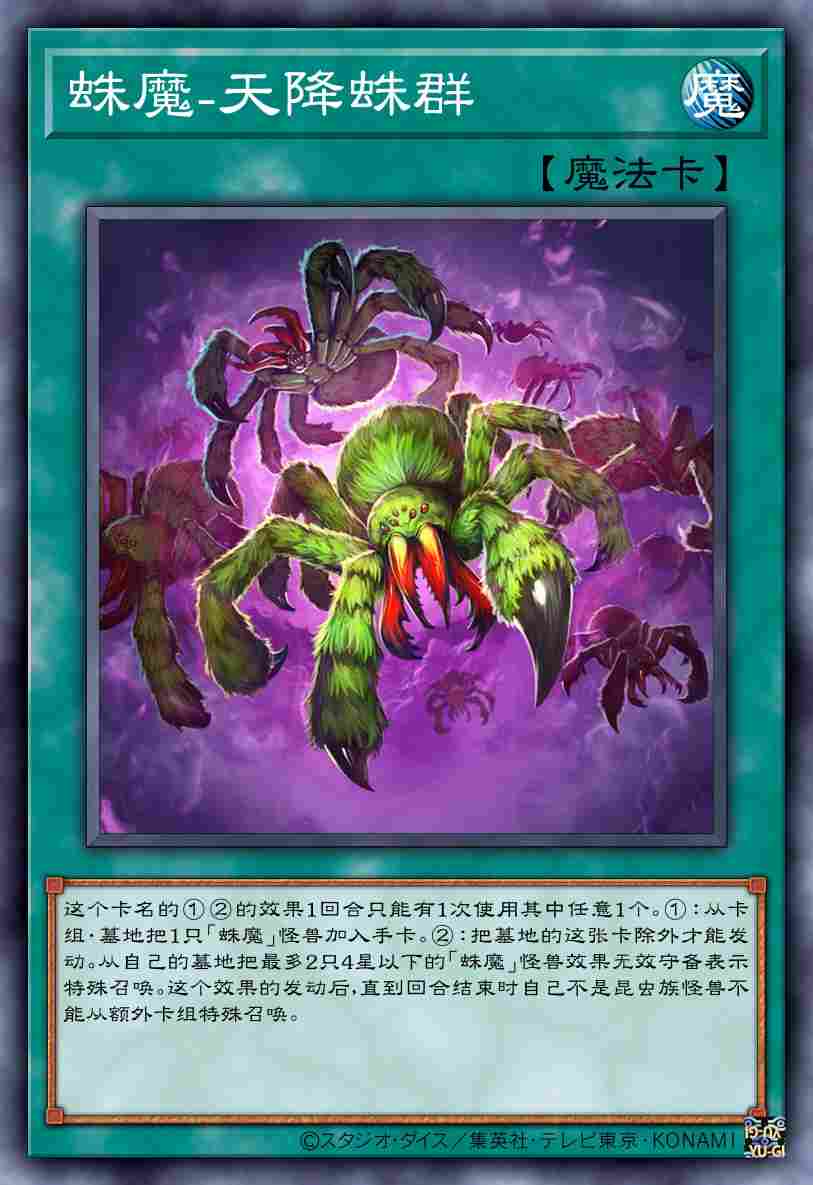 蛛魔-天降蛛群
魔
【魔法卡】
这个卡名的①②的效果1回合只能有1次使用其中任意1个。①：从卡
组·墓地把1只「蛛魔」怪兽加入手卡。②：把墓地的这张卡除外才能发
动。从自己的墓地把最多2只4星以下的「蛛魔」怪兽效果无效守备表示
特殊召唤。这个效果的发动后，直到回合结束时自己不是昆虫族怪兽不
能从额外卡组特殊召唤。
©スタジオ·ダイス／集英社·テレビ東京·KONAMI
YU-GI